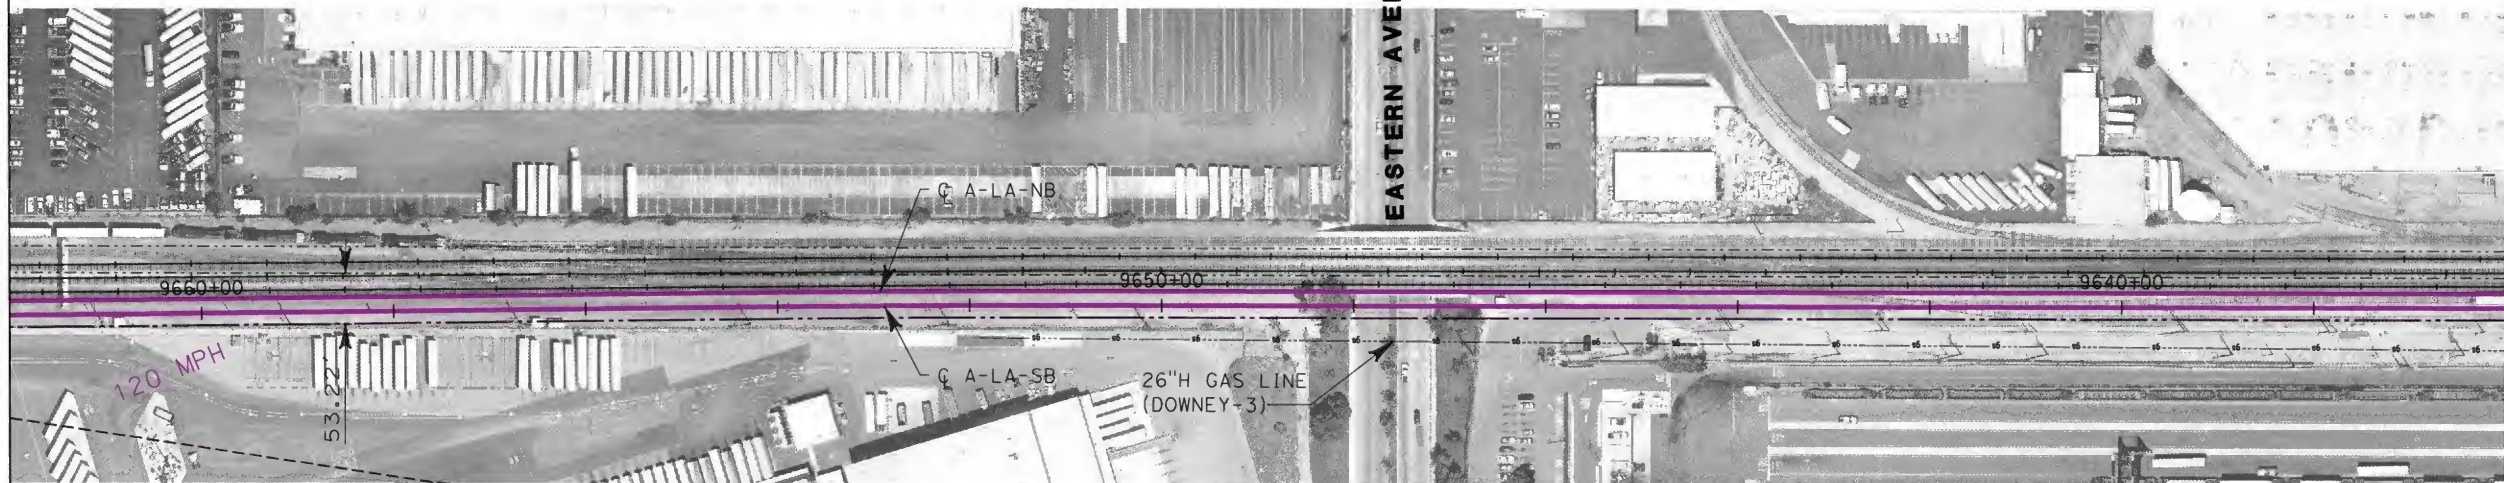 EASTERN AVE
℄ A-LA-NB
9660+00
9650+00
9640+00
120 MPH
53.22'
℄ A-LA-SB
26"H GAS LINE
(DOWNEY-3)